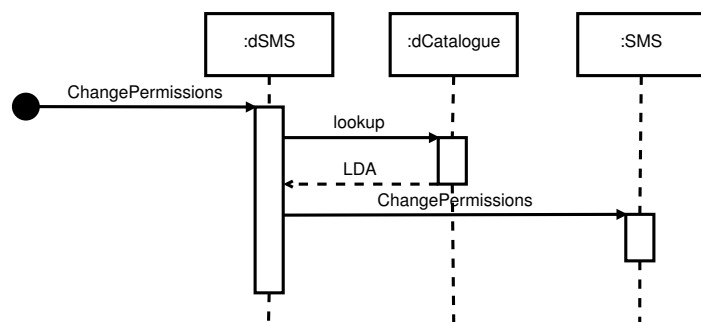 :dSMS
:dCatalogue
:SMS
ChangePermissions
lookup
LDA
ChangePermissions